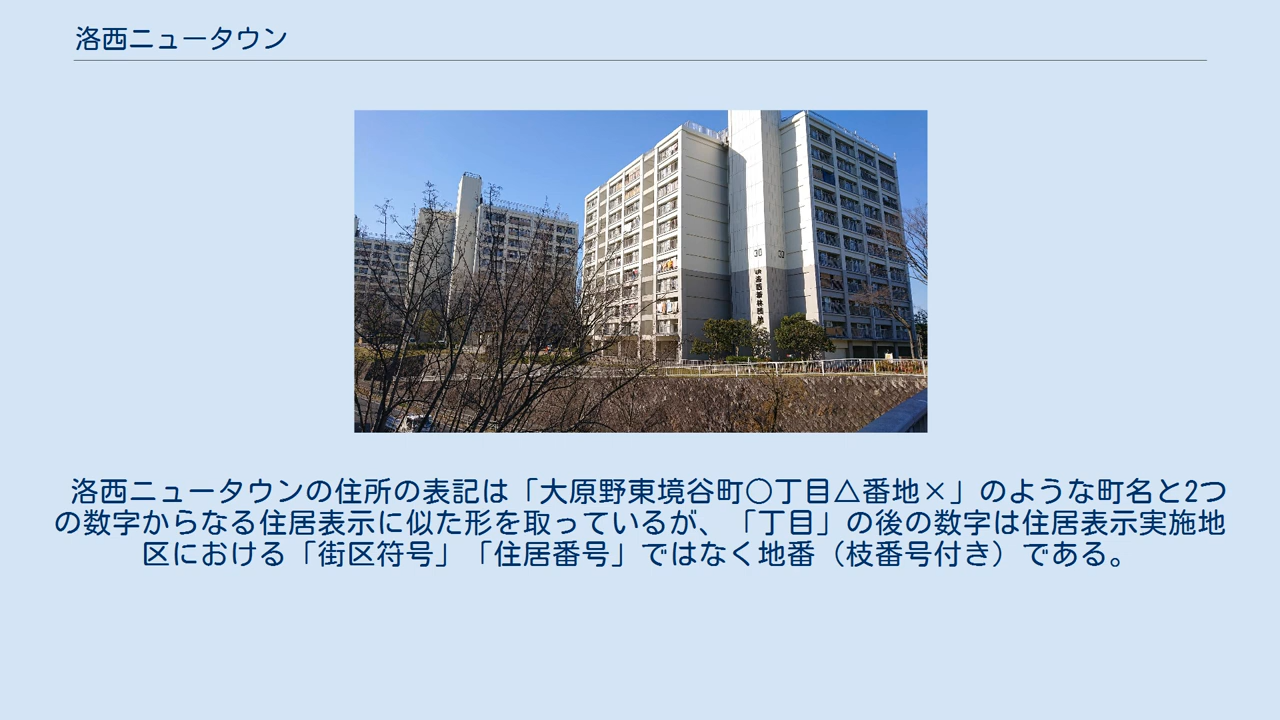 洛西ニュータウン
洛西ニュータウンの住所の表記は「大原野東境谷町○丁目△番地×」のような町名と2つ
の数字からなる住居表示に似た形を取っているが、「丁目」の後の数字は住居表示実施地
区における「街区符号」「住居番号」ではなく地番（枝番号付き）である。